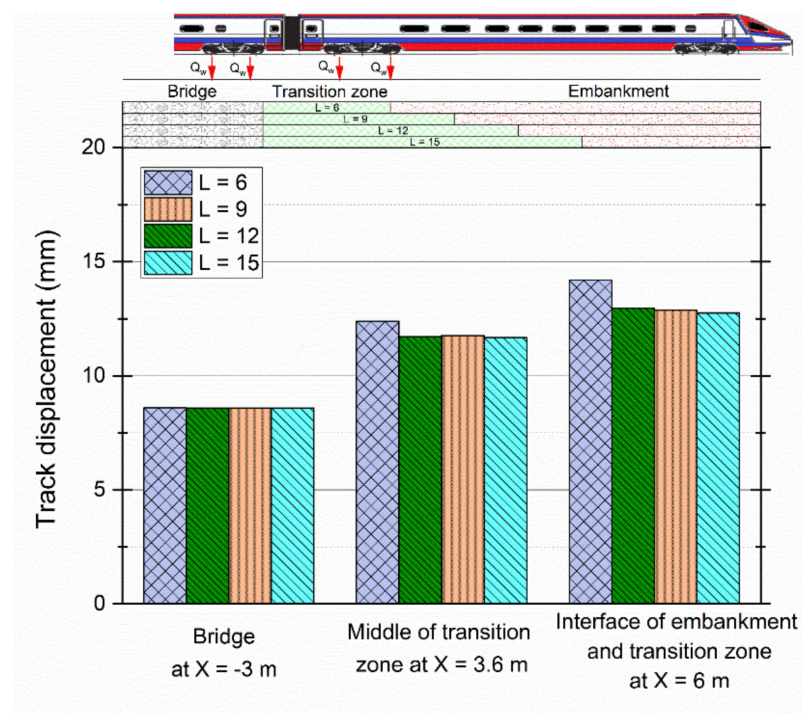 Qw Qw Qw Qw
Bridge Transition zone Embankment
L = 6
L = 9
L = 12
L = 15
20
15
10
5
0
Track displacement (mm)
L = 6
L = 9
L = 12
L = 15
Bridge
at X = -3 m
Middle of transition
zone at X = 3.6 m
Interface of embankment
and transition zone
at X = 6 m